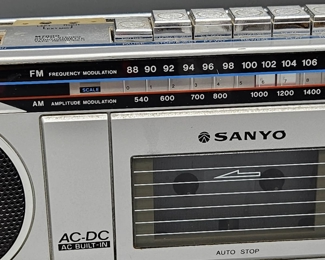 FM FREQUENCY MODULATION 88 90 92 94 96 98 100 102 104 106
SCALE
AM AMPLITUDE MODULATION 540 600 700 800 1000 1200 1400
SANYO
AC-DC
AC BUILT-IN
AUTO STOP